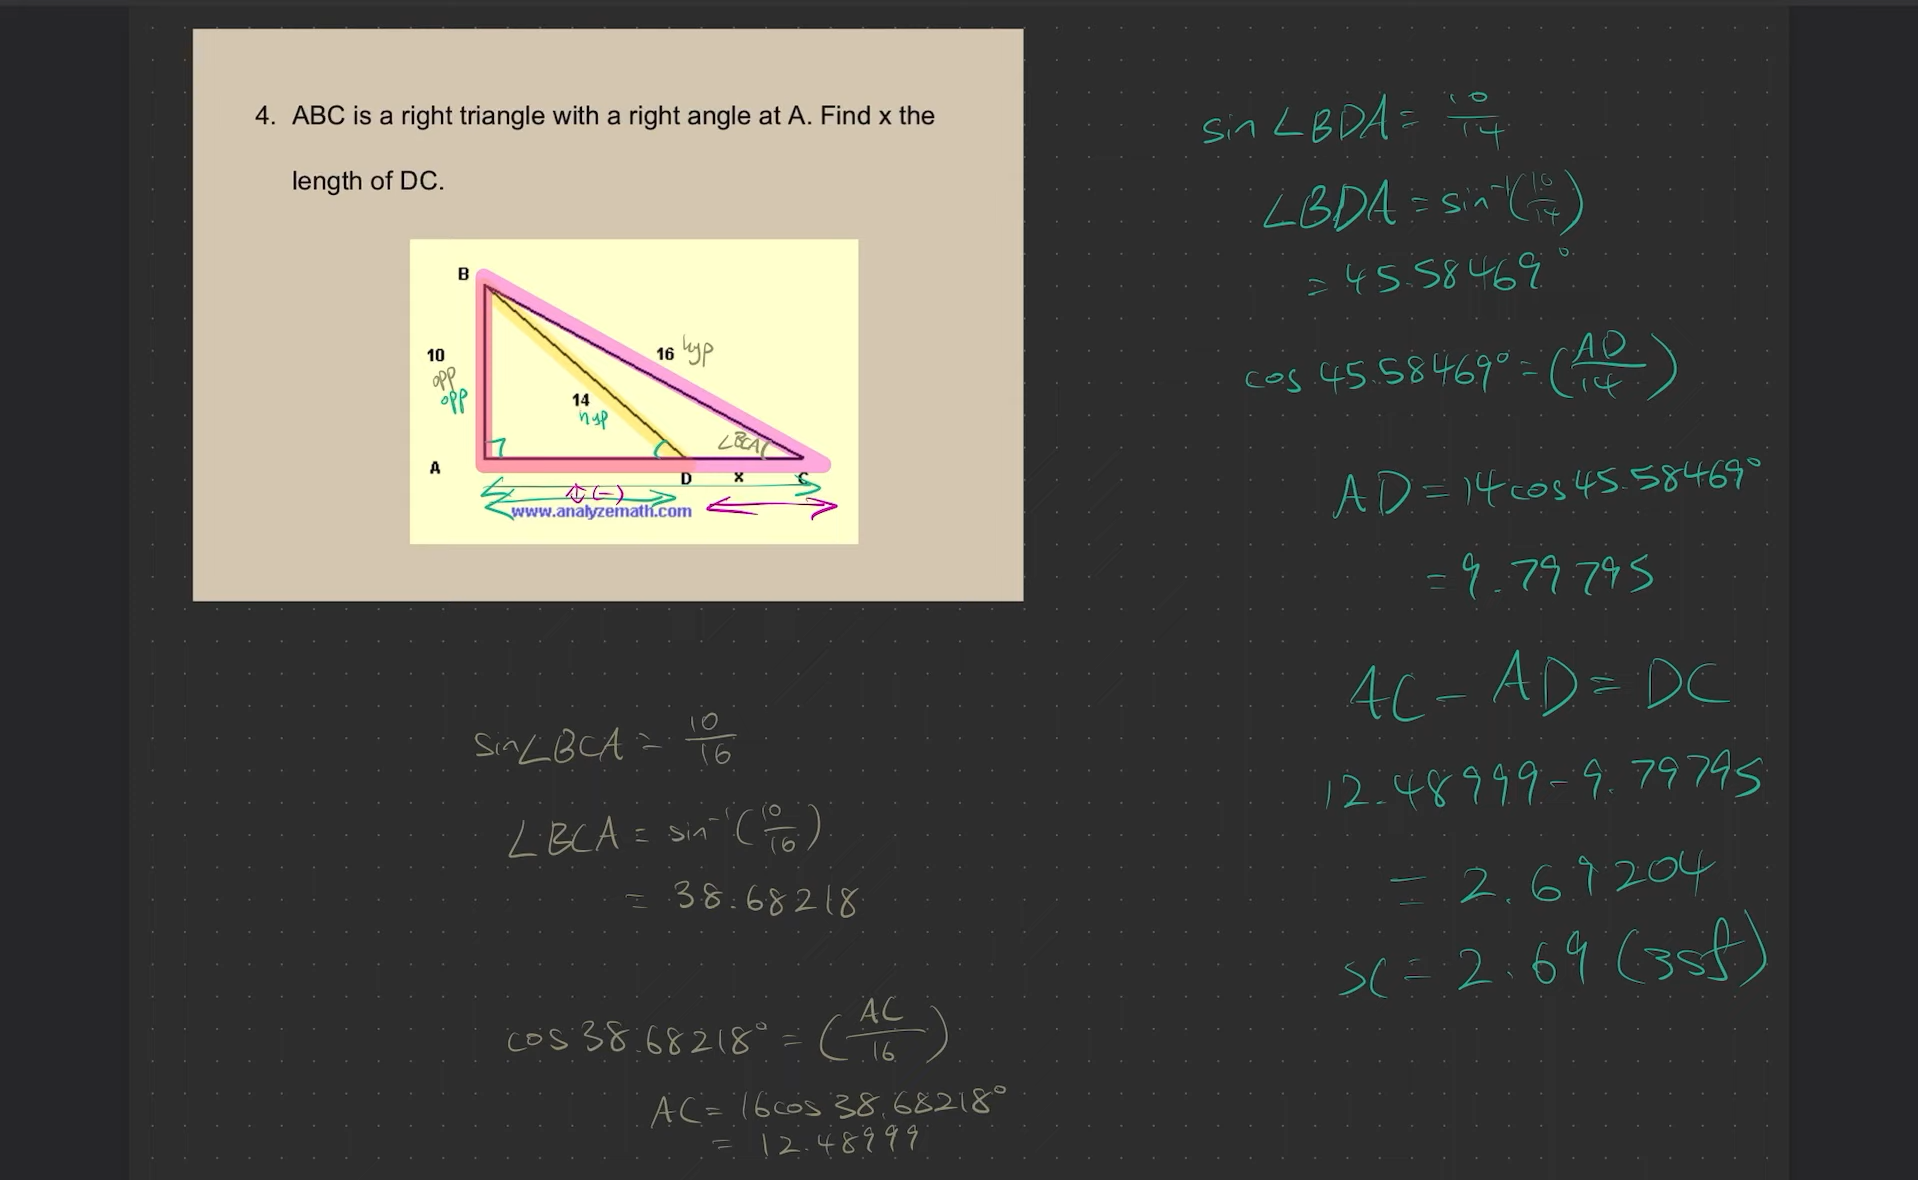 4. ABC is a right triangle with a right angle at A. Find x the
length of DC.
B
10
opp
opp
16 hyp
14
hyp
∠BCA
A
D
x
C
www.analyzemath.com
sin∠BCA = 10/16
∠BCA = sin⁻¹(10/16)
= 38.68218
cos 38.68218° = (AC/16)
AC = 16cos 38.68218°
= 12.48999
sin∠BDA = 10/14
∠BDA = sin⁻¹(10/14)
= 45.58469°
cos 45.58469° = (AD/14)
AD = 14cos 45.58469°
= 9.79795
AC - AD = DC
12.48999 - 9.79795
= 2.69204
x = 2.69 (3sf)